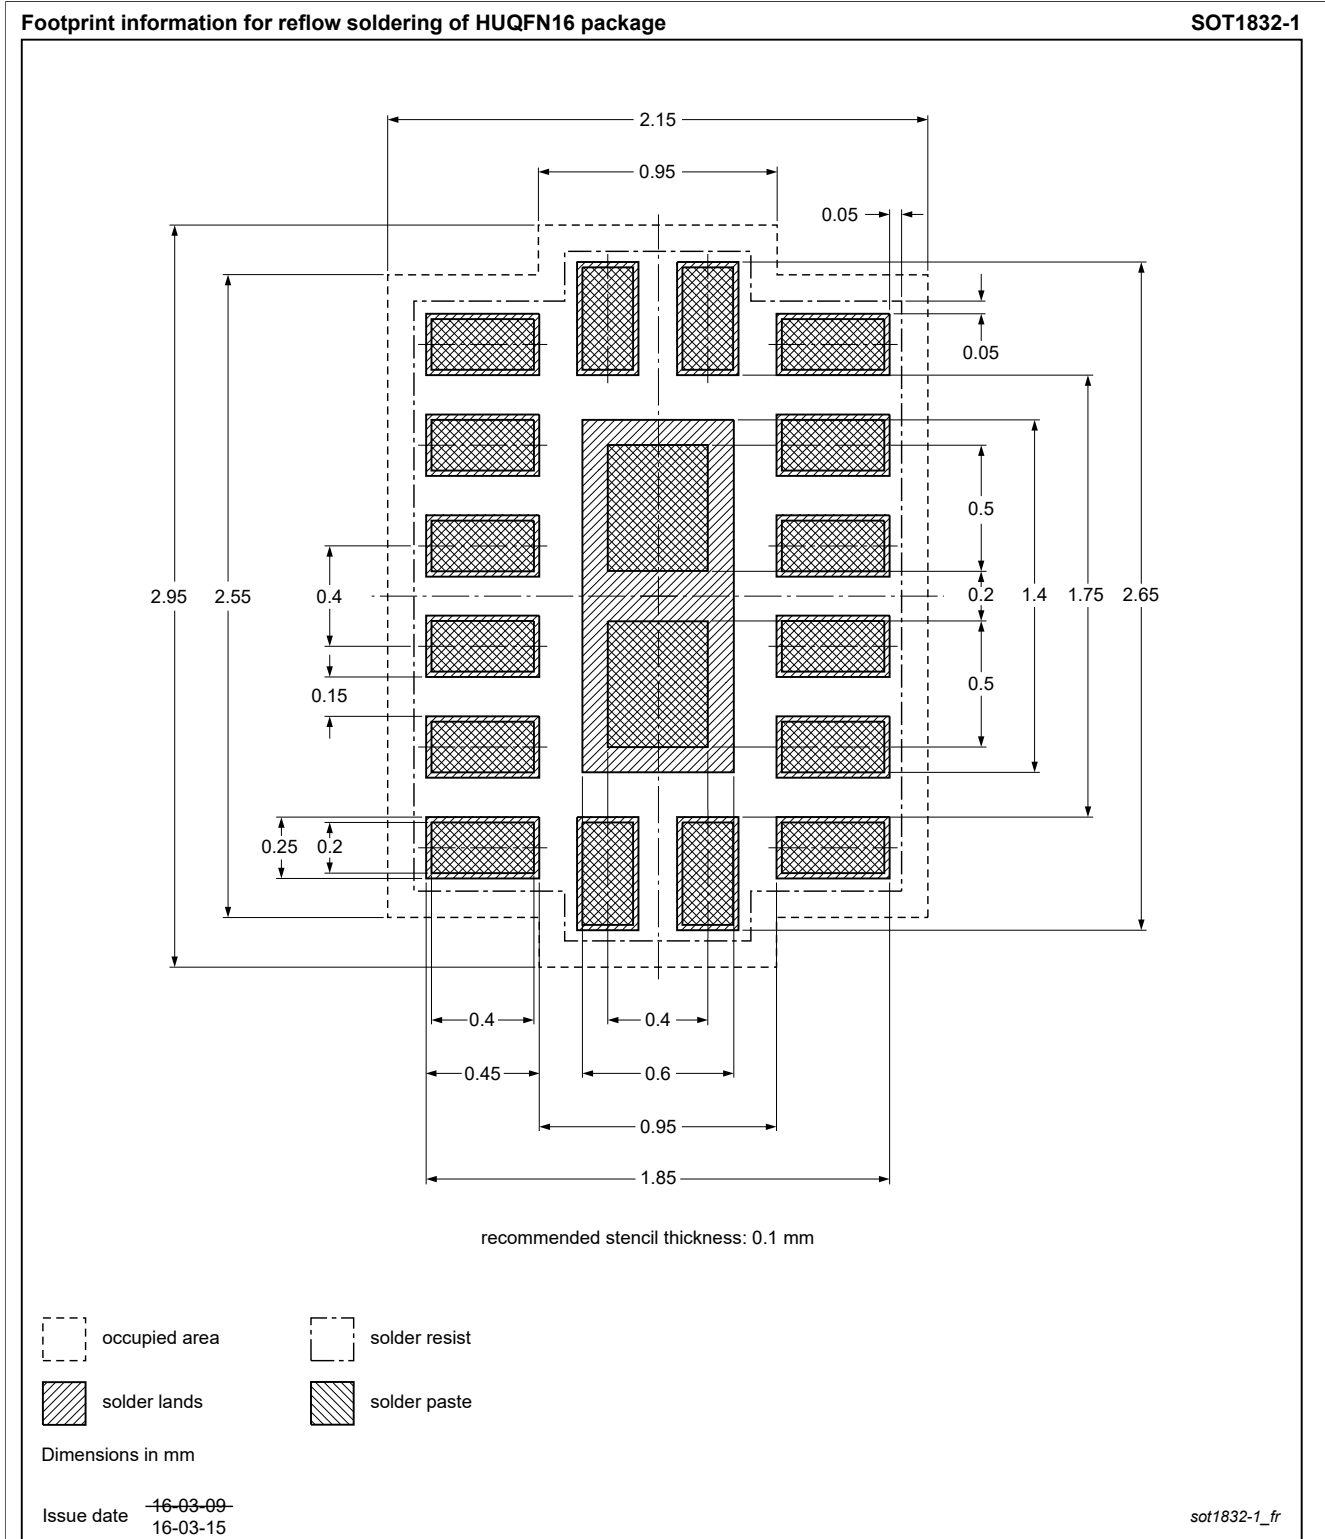 Footprint information for reflow soldering of HUQFN16 package SOT1832-1
2.15
0.95
0.05
0.05
0.5
2.95 2.55 0.4 0.2 1.4 1.75 2.65
0.5
0.15
0.25 0.2
0.4 0.4
0.45 0.6
0.95
1.85
recommended stencil thickness: 0.1 mm
occupied area solder resist
solder lands solder paste
Dimensions in mm
Issue date 16-03-09
16-03-15
sot1832-1_fr